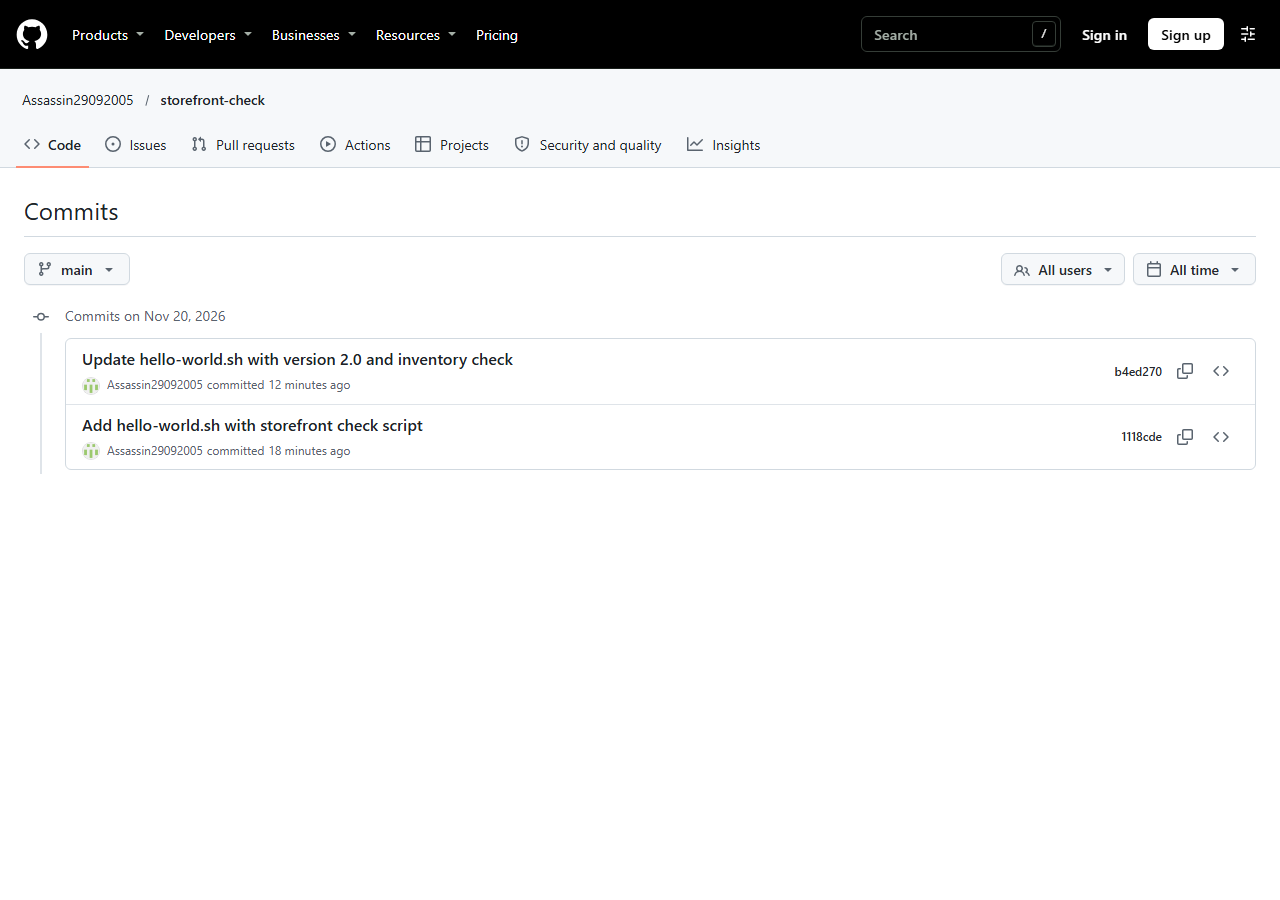 Products Developers Businesses Resources Pricing Search / Sign in Sign up
Assassin29092005 / storefront-check
Code Issues Pull requests Actions Projects Security and quality Insights
Commits
main All users All time
Commits on Nov 20, 2026
Update hello-world.sh with version 2.0 and inventory check
Assassin29092005 committed 12 minutes ago
b4ed270
Add hello-world.sh with storefront check script
Assassin29092005 committed 18 minutes ago
1118cde